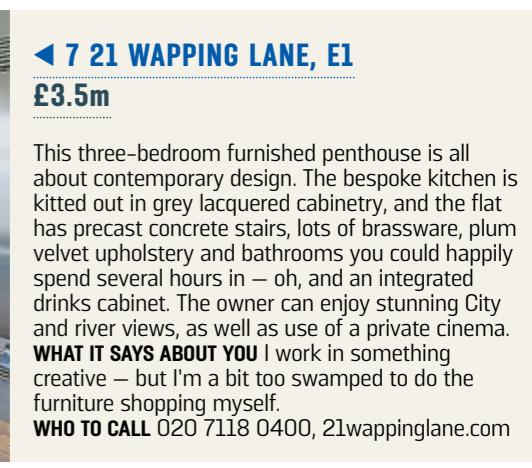 ◀ 7 21 WAPPING LANE, E1
£3.5m
This three-bedroom furnished penthouse is all
about contemporary design. The bespoke kitchen is
kitted out in grey lacquered cabinetry, and the flat
has precast concrete stairs, lots of brassware, plum
velvet upholstery and bathrooms you could happily
spend several hours in – oh, and an integrated
drinks cabinet. The owner can enjoy stunning City
and river views, as well as use of a private cinema.
WHAT IT SAYS ABOUT YOU I work in something
creative – but I'm a bit too swamped to do the
furniture shopping myself.
WHO TO CALL 020 7118 0400, 21wappinglane.com